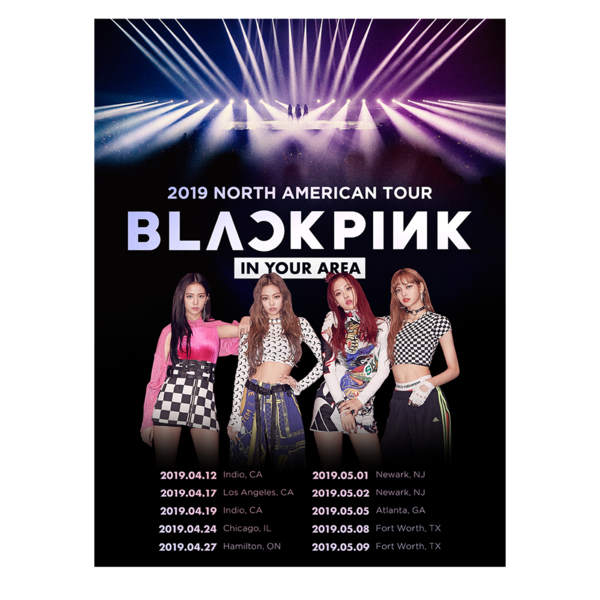 2019 NORTH AMERICAN TOUR
BLACKPINK
IN YOUR AREA
2019.04.12 Indio, CA
2019.04.17 Los Angeles, CA
2019.04.19 Indio, CA
2019.04.24 Chicago, IL
2019.04.27 Hamilton, ON
2019.05.01 Newark, NJ
2019.05.02 Newark, NJ
2019.05.05 Atlanta, GA
2019.05.08 Fort Worth, TX
2019.05.09 Fort Worth, TX